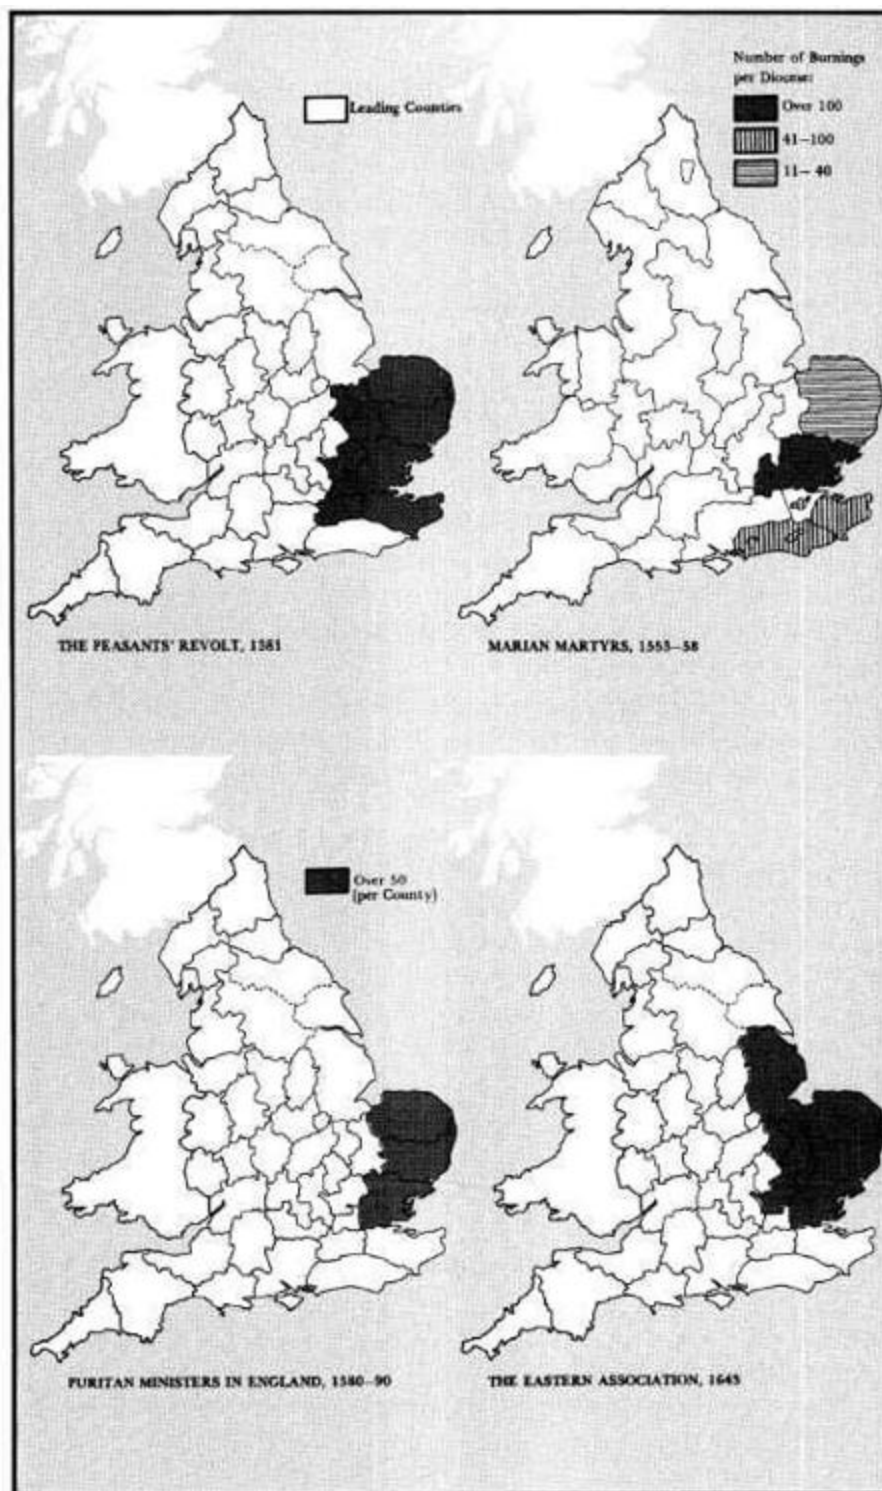 Leading Counties
THE PEASANTS' REVOLT, 1381
Number of Burnings
per Diocese:
Over 100
41–100
11–40
MARIAN MARTYRS, 1553–58
Over 50
(per County)
PURITAN MINISTERS IN ENGLAND, 1580–90
THE EASTERN ASSOCIATION, 1643